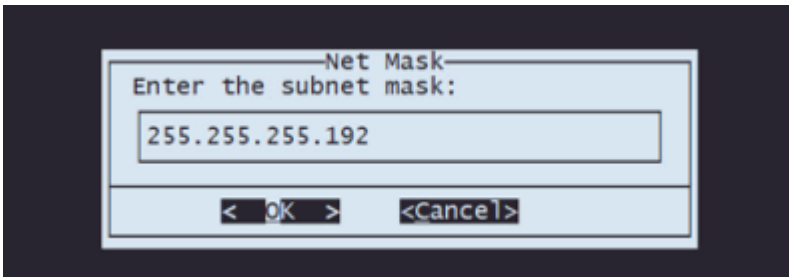 Net Mask
Enter the subnet mask:
255.255.255.192
< OK > <Cancel>